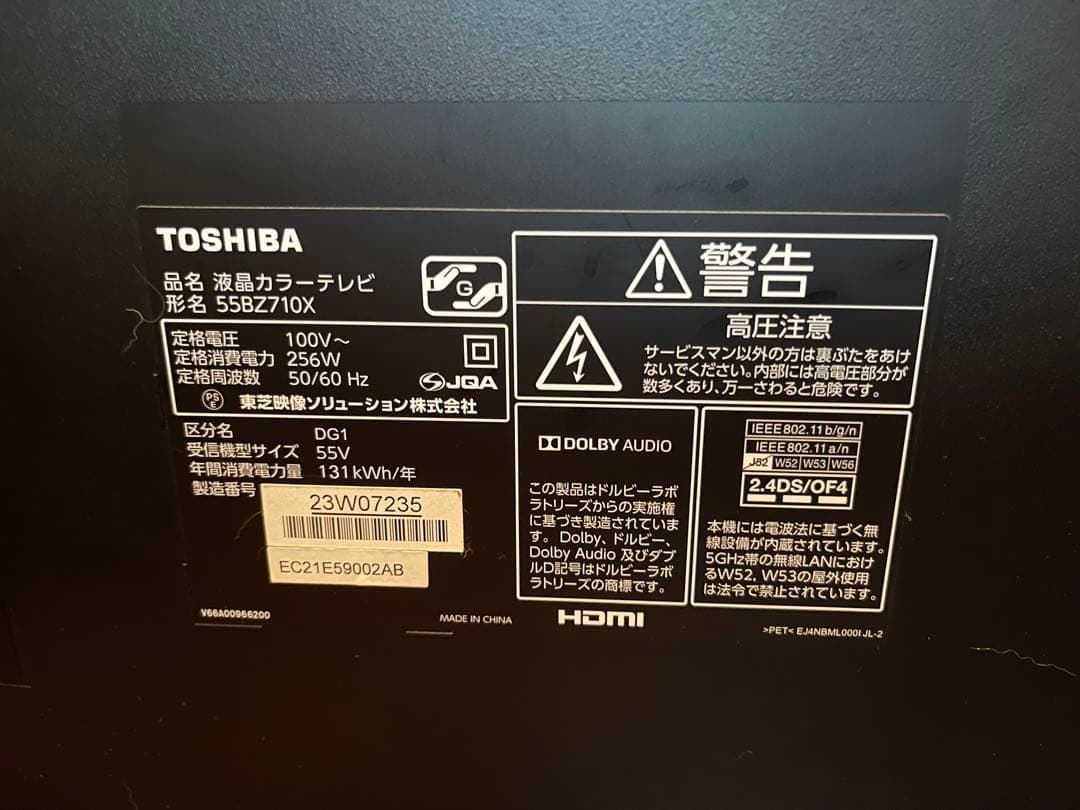 TOSHIBA
品名 液晶カラーテレビ
形名 55BZ710X
G
定格電圧 100V～
定格消費電力 256W
定格周波数 50/60 Hz
JQA
PS
E
東芝映像ソリューション株式会社
区分名 DG1
受信機型サイズ 55V
年間消費電力量 131kWh/年
製造番号
23W07235
EC21E59002AB
V66A00966200
MADE IN CHINA
警告
高圧注意
サービスマン以外の方は裏ぶたをあけ
ないでください。内部には高電圧部分が
数多くあり、万一さわると危険です。
DOLBY AUDIO
この製品はドルビーラボ
ラトリーズからの実施権
に基づき製造されていま
す。Dolby、ドルビー、
Dolby Audio 及びダブ
ルD記号はドルビーラボ
ラトリーズの商標です。
HDMI
IEEE802.11b/g/n
IEEE802.11a/n
J52 W52 W53 W56
2.4DS/OF4
本機には電波法に基づく無
線設備が内蔵されています。
5GHz帯の無線LANにおけ
るW52, W53の屋外使用
は法令で禁止されています。
>PET< EJ4NBML0001 JL-2